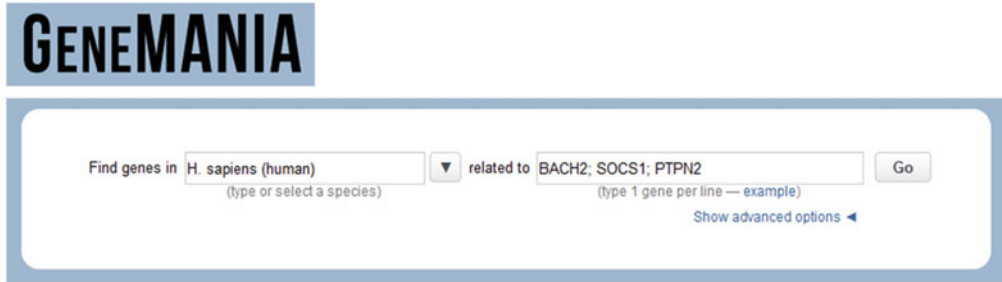 GENEMANIA
Find genes in H. sapiens (human) ▼ related to BACH2; SOCS1; PTPN2 Go
(type or select a species) (type 1 gene per line — example)
Show advanced options ◄